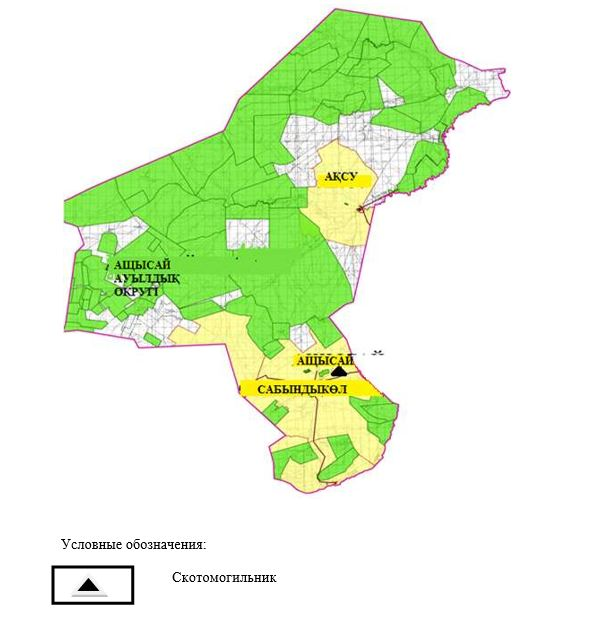 АҚСУ
АЩЫСАЙ
АУЫЛДЫҚ
ОКРУГІ
АЩЫСАЙ
САБЫНДЫКӨЛ
Условные обозначения:
Скотомогильник